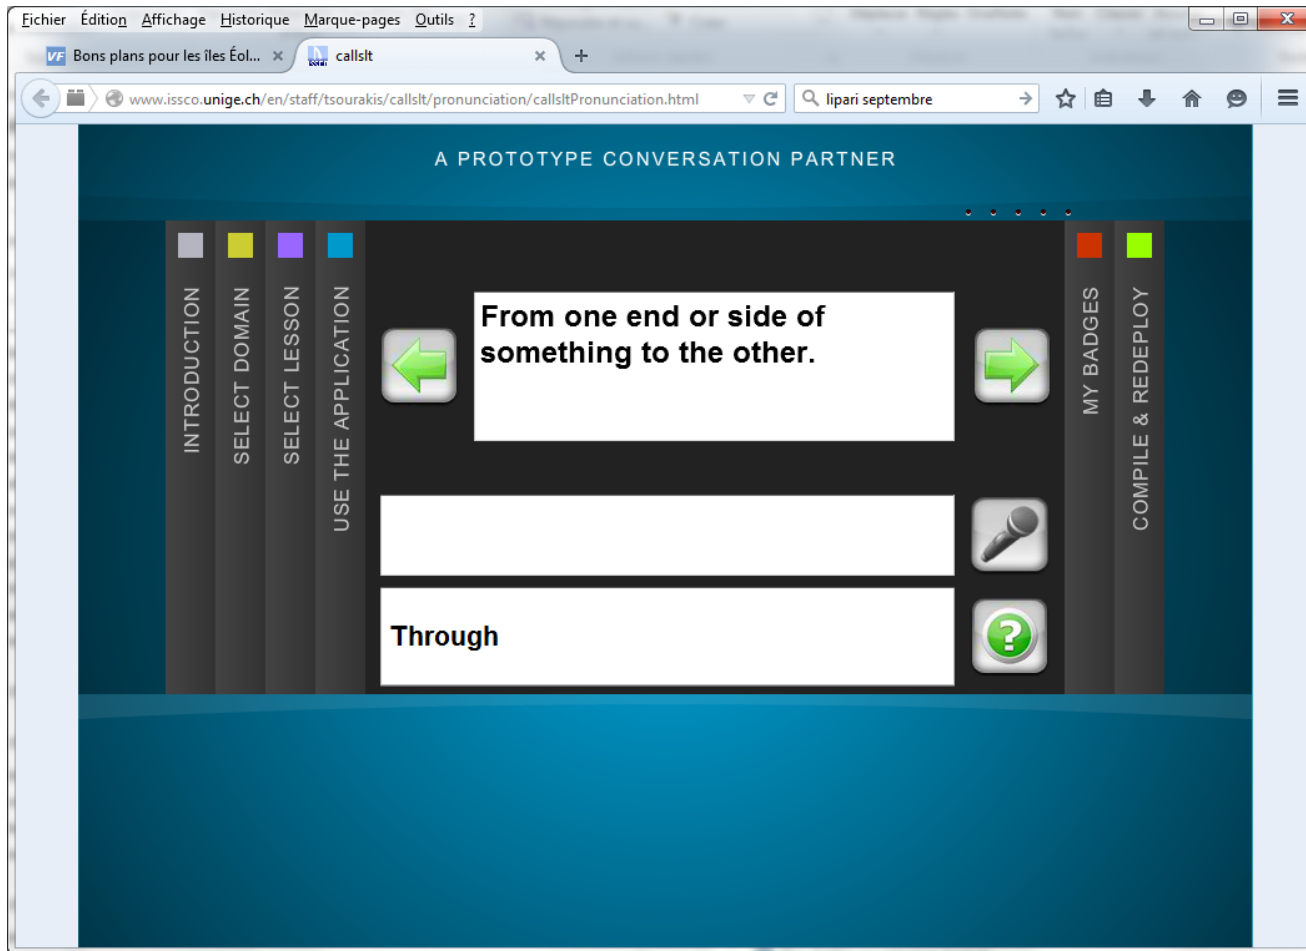 Fichier Édition Affichage Historique Marque-pages Outils ?
VF Bons plans pour les îles Éol... × callslt × +
www.issco.unige.ch/en/staff/tsourakis/callslt/pronunciation/callsltPronunciation.html lipari septembre
A PROTOTYPE CONVERSATION PARTNER
INTRODUCTION
SELECT DOMAIN
SELECT LESSON
USE THE APPLICATION
From one end or side of
something to the other.
Through
MY BADGES
COMPILE & REDEPLOY